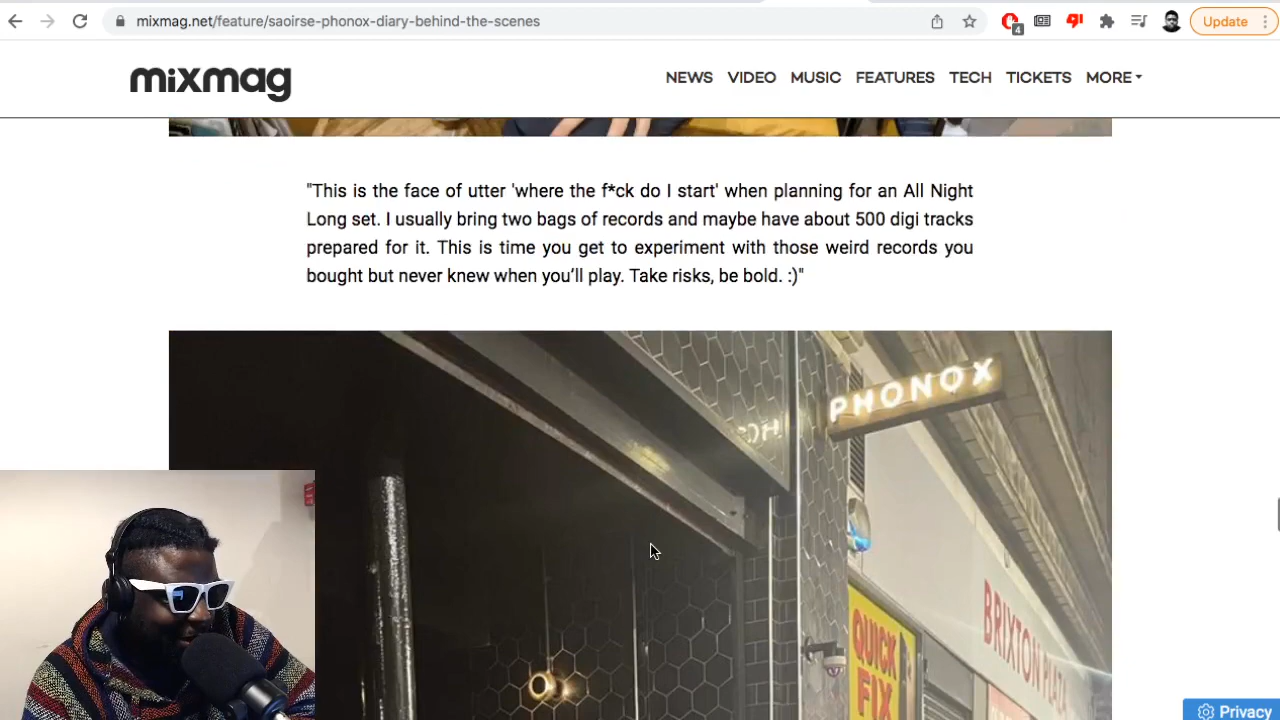 mixmag.net/feature/saoirse-phonox-diary-behind-the-scenes
4
Update
mixmag
NEWS VIDEO MUSIC FEATURES TECH TICKETS MORE
"This is the face of utter 'where the f*ck do I start' when planning for an All Night
Long set. I usually bring two bags of records and maybe have about 500 digi tracks
prepared for it. This is time you get to experiment with those weird records you
bought but never knew when you'll play. Take risks, be bold. :)"
PHONOX
BRIXTON PLAZA
QUICK
FIX
Privacy